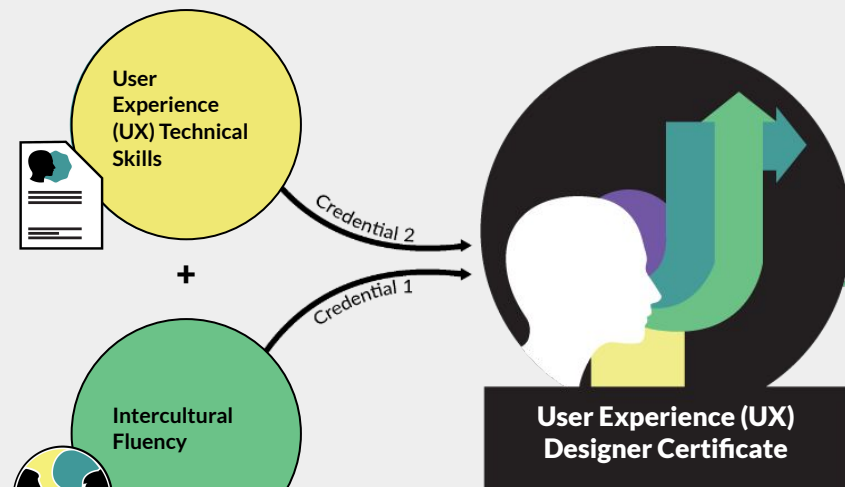 User
Experience
(UX) Technical
Skills
Credential 2
+
Credential 1
Intercultural
Fluency
User Experience (UX)
Designer Certificate